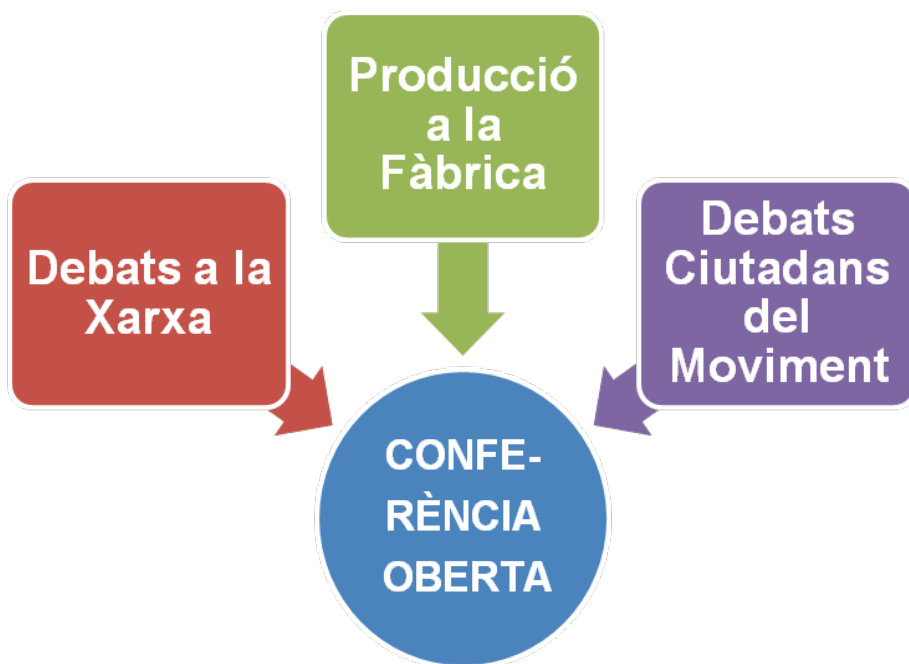 Producció
a la
Fàbrica
Debats a la
Xarxa
Debats
Ciutadans
del
Moviment
CONFE-
RÈNCIA
OBERTA